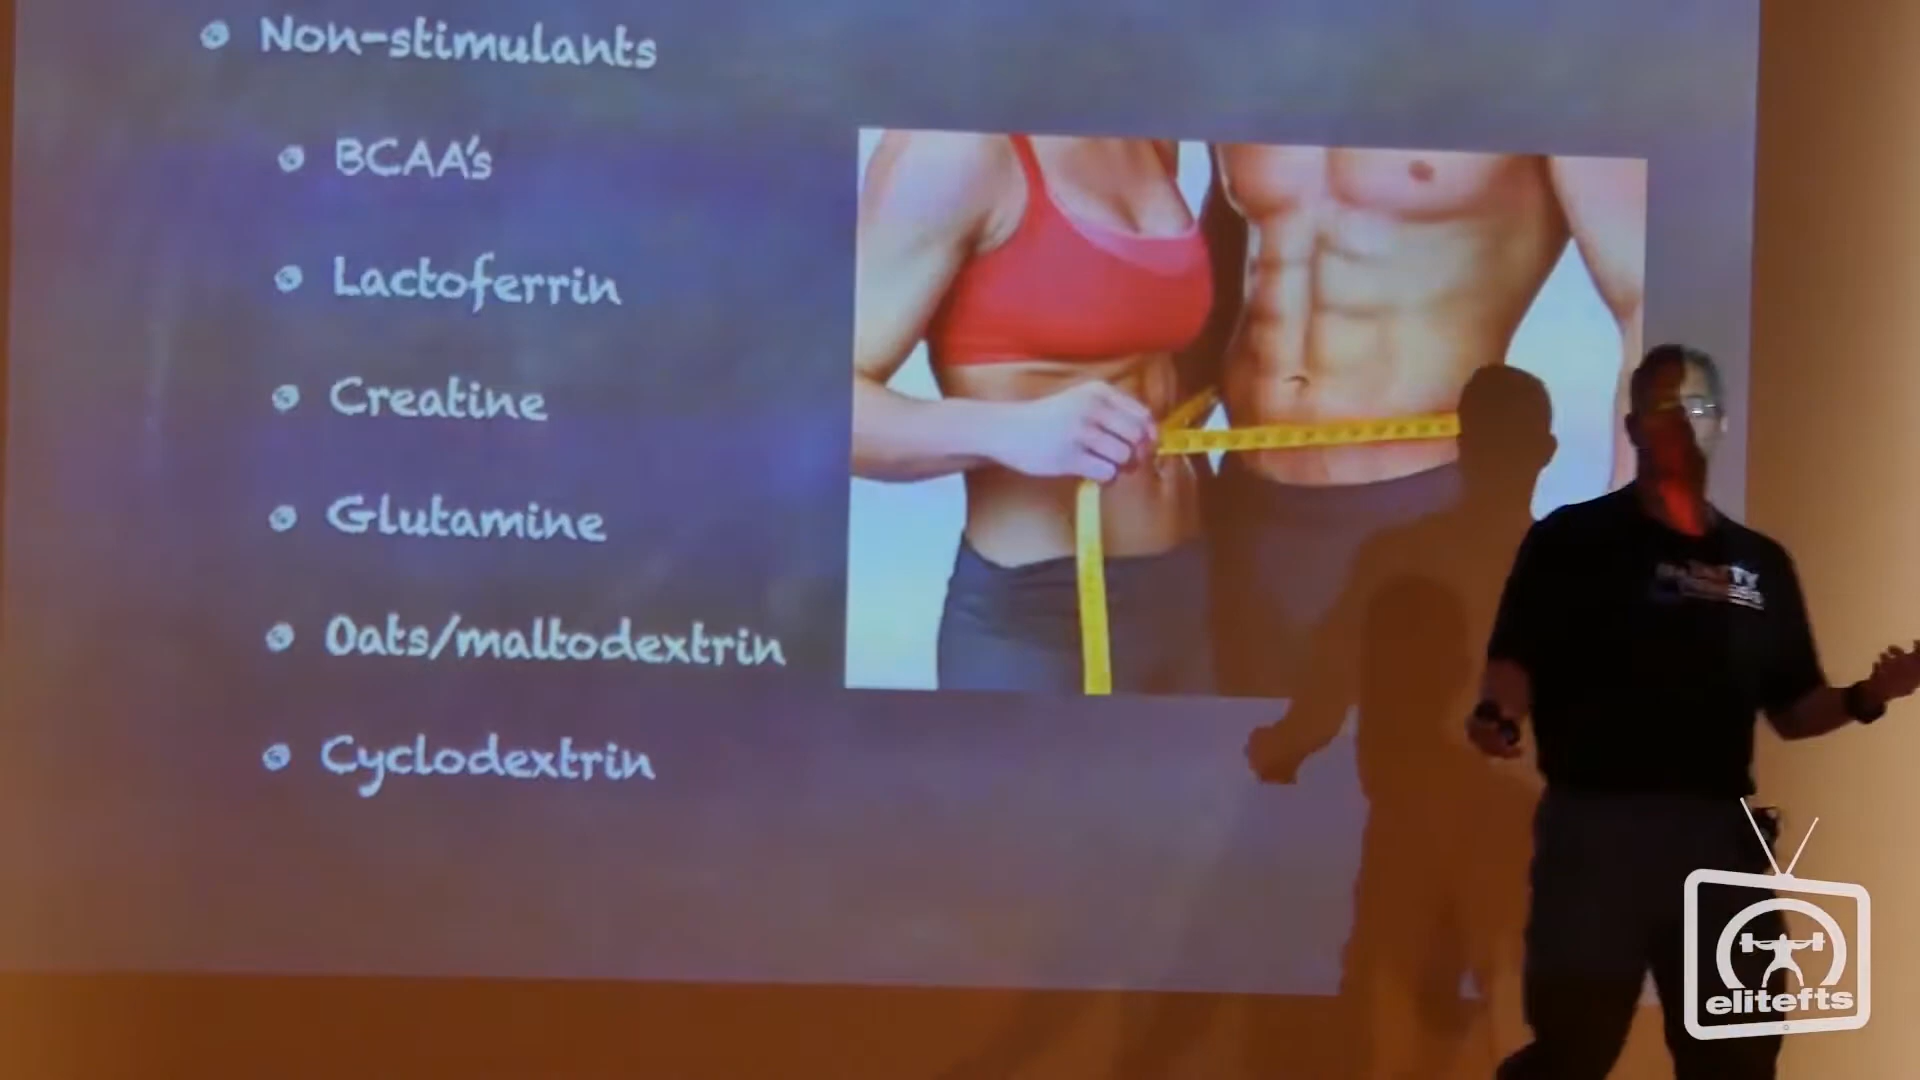 Non-stimulants
BCAA's
Lactoferrin
Creatine
Glutamine
Oats/maltodextrin
Cyclodextrin
elitefts